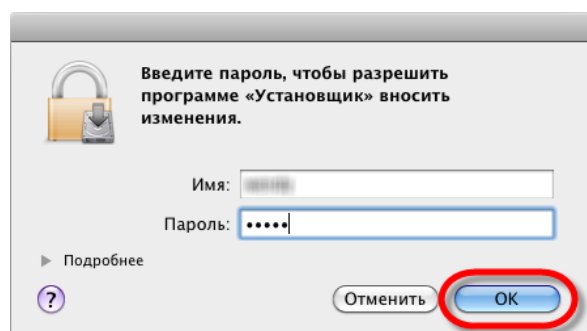 Введите пароль, чтобы разрешить
программе «Установщик» вносить
изменения.
Имя:
Пароль: •••••
Подробнее
? Отменить OK